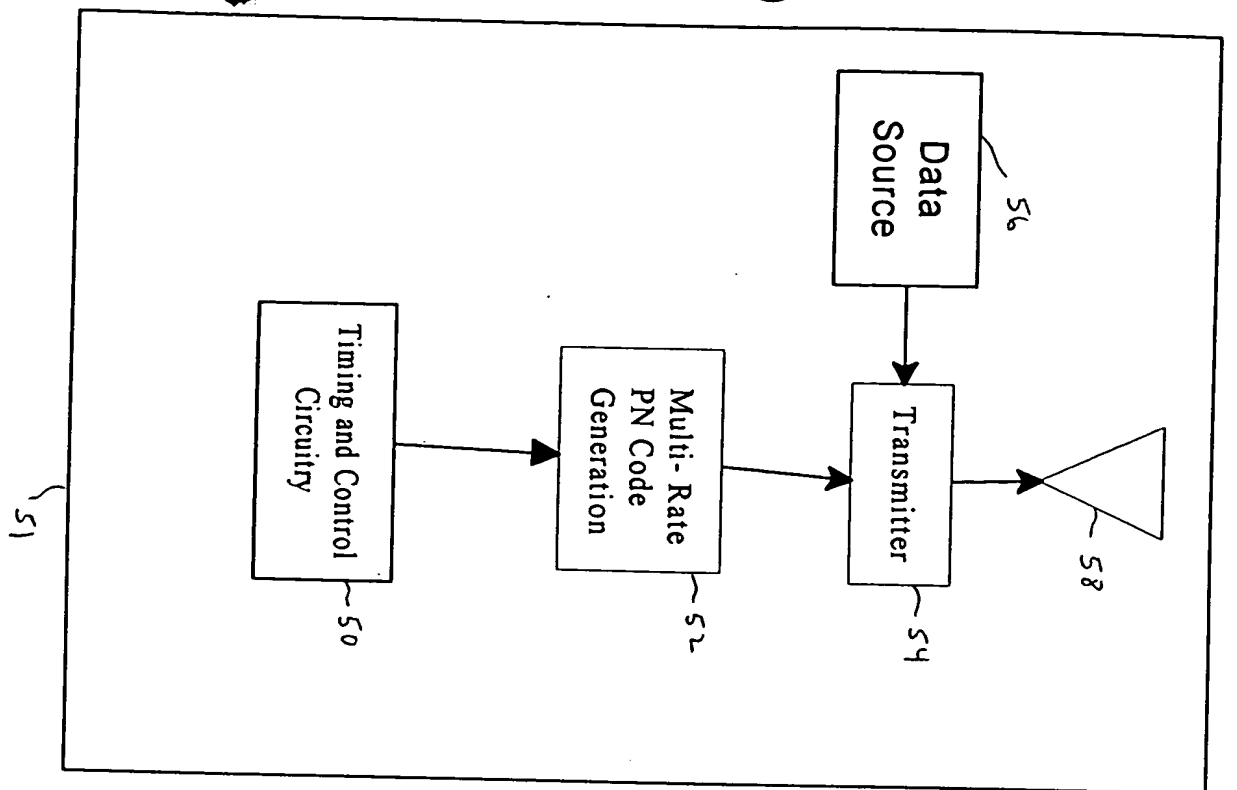 58
Transmitter
54
Data
Source
56
Multi- Rate
PN Code
Generation
52
Timing and Control
Circuitry
50
51